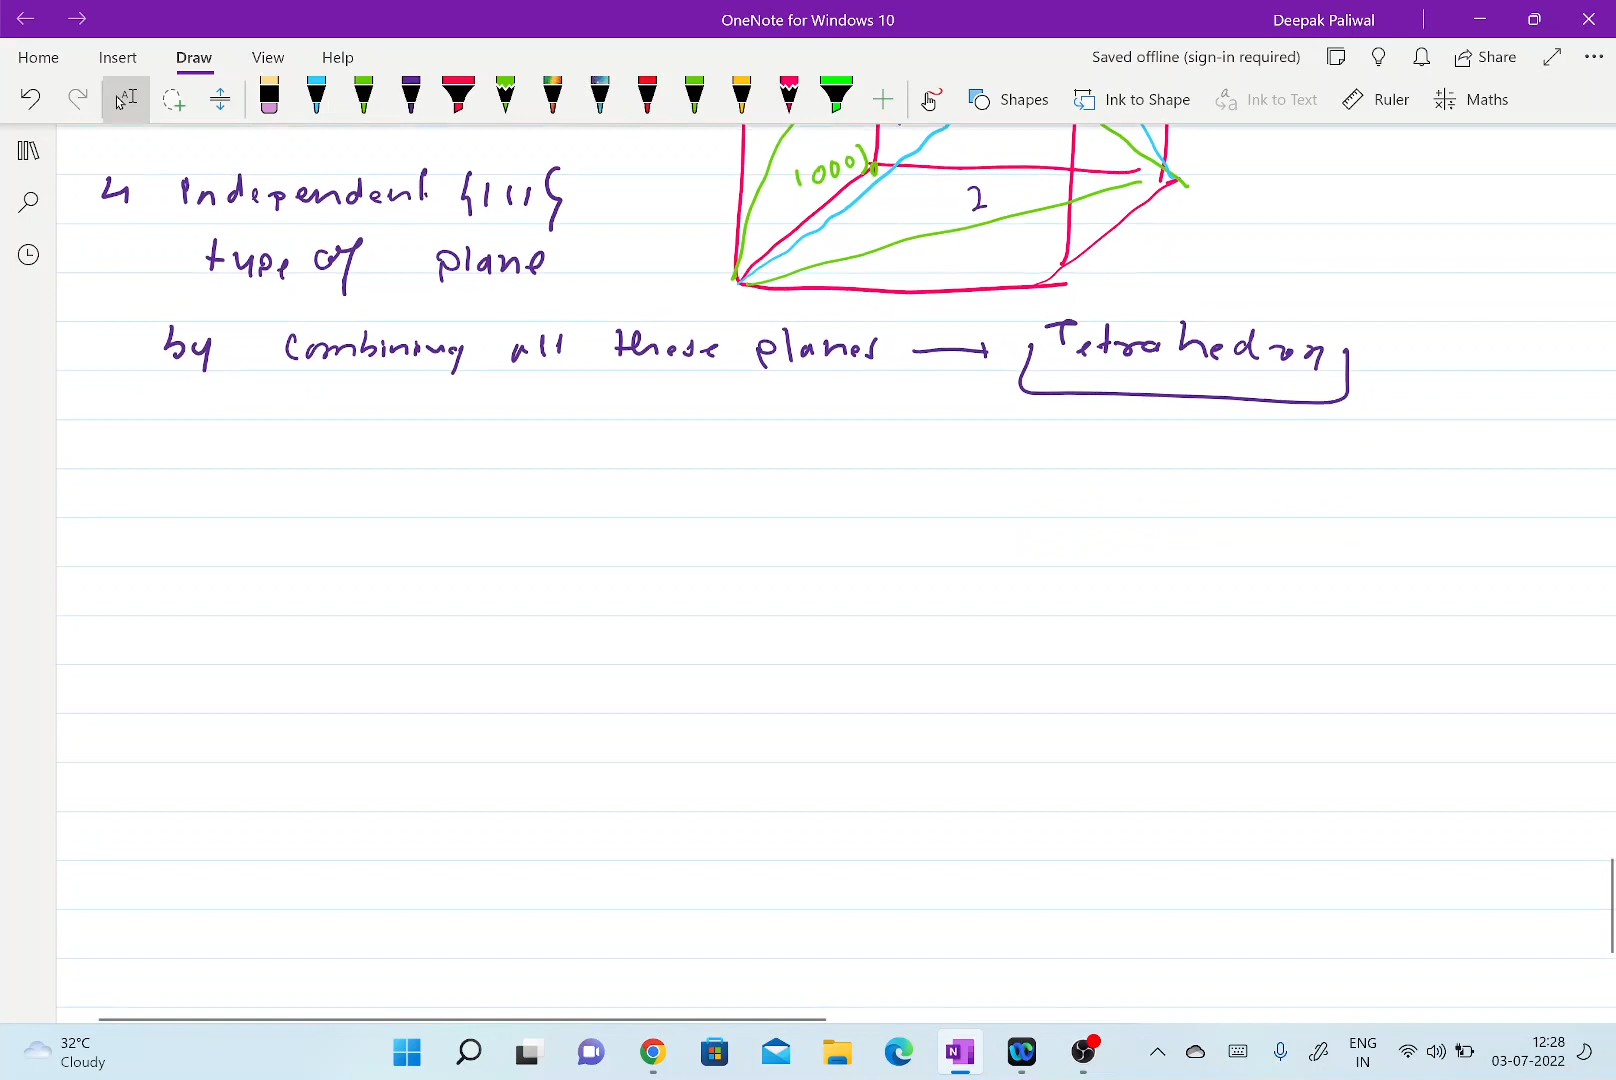 OneNote for Windows 10
Deepak Paliwal
Home Insert Draw View Help
Saved offline (sign-in required)
Share
Shapes
Ink to Shape
Ink to Text
Ruler
Maths
4 Independent {111}
type of plane
(000)
2
by combining all these planes → Tetrahedron
32°C
Cloudy
ENG
IN
12:28
03-07-2022